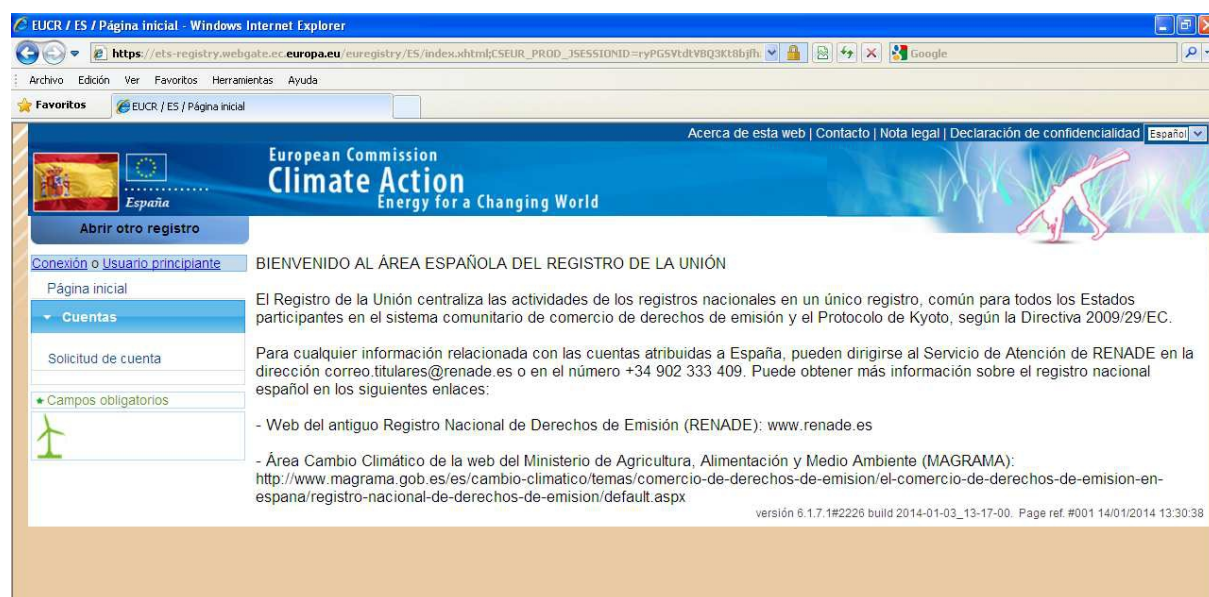 EUCR / ES / Página inicial - Windows Internet Explorer
https://ets-registry.webgate.ec.europa.eu/euregistry/ES/index.xhtml;CSEUR_PROD_JSESSIONID=
Google
Archivo Edición Ver Favoritos Herramientas Ayuda
Favoritos
EUCR / ES / Página inicial
Acerca de esta web | Contacto | Nota legal | Declaración de confidencialidad Español
España
European Commission
Climate Action
Energy for a Changing World
Abrir otro registro
Conexión o Usuario principiante
Página inicial
Cuentas
Solicitud de cuenta
Campos obligatorios
BIENVENIDO AL ÁREA ESPAÑOLA DEL REGISTRO DE LA UNIÓN
El Registro de la Unión centraliza las actividades de los registros nacionales en un único registro, común para todos los Estados
participantes en el sistema comunitario de comercio de derechos de emisión y el Protocolo de Kyoto, según la Directiva 2009/29/EC.
Para cualquier información relacionada con las cuentas atribuidas a España, pueden dirigirse al Servicio de Atención de RENADE en la
dirección correo.titulares@renade.es o en el número +34 902 333 409. Puede obtener más información sobre el registro nacional
español en los siguientes enlaces:
- Web del antiguo Registro Nacional de Derechos de Emisión (RENADE): www.renade.es
- Área Cambio Climático de la web del Ministerio de Agricultura, Alimentación y Medio Ambiente (MAGRAMA):
http://www.magrama.gob.es/es/cambio-climatico/temas/comercio-de-derechos-de-emision/el-comercio-de-derechos-de-emision-en-
espana/registro-nacional-de-derechos-de-emision/default.aspx
versión 6.1.7.1#2226 build 2014-01-03_13-17-00. Page ref. #001 14/01/2014 13:30:38